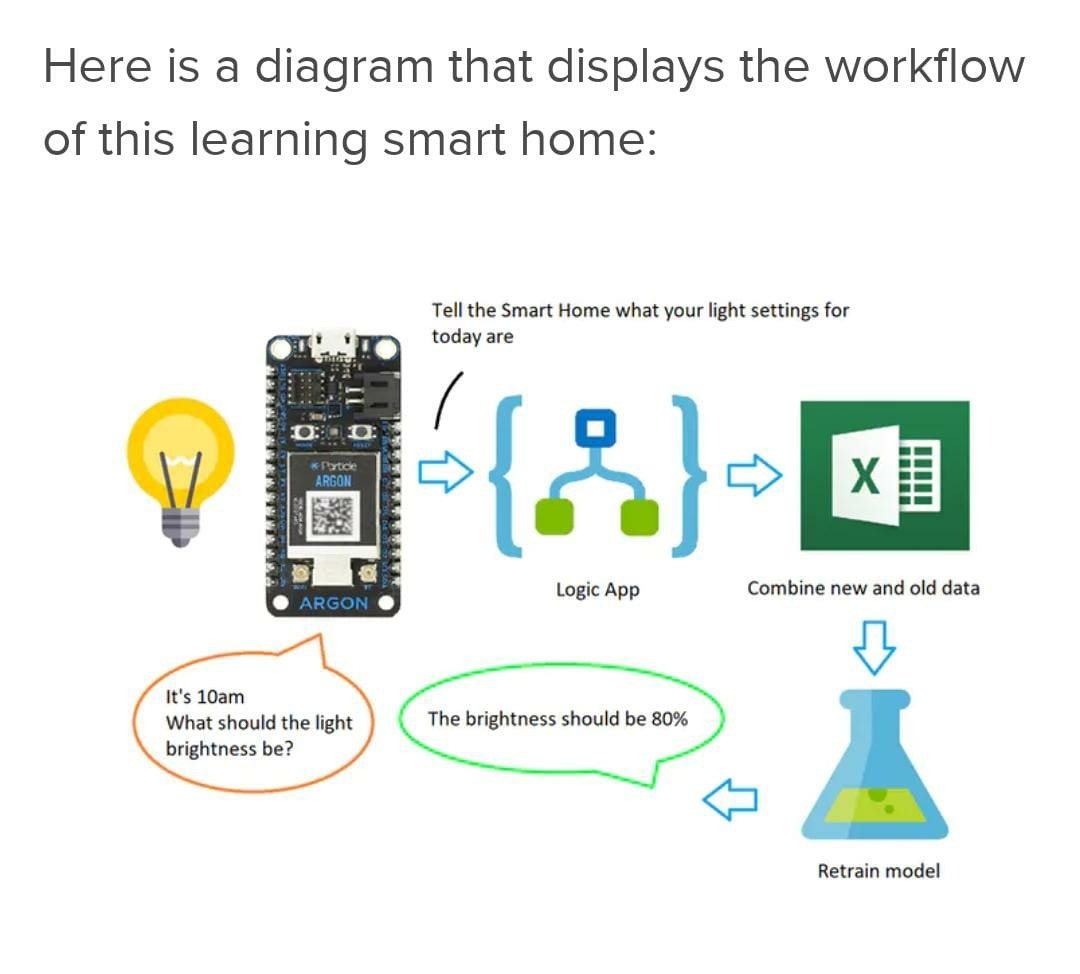 Here is a diagram that displays the workflow
of this learning smart home:
Tell the Smart Home what your light settings for
today are
Particle
ARGON
ARGON
X
Logic App
Combine new and old data
It's 10am
What should the light
brightness be?
The brightness should be 80%
Retrain model